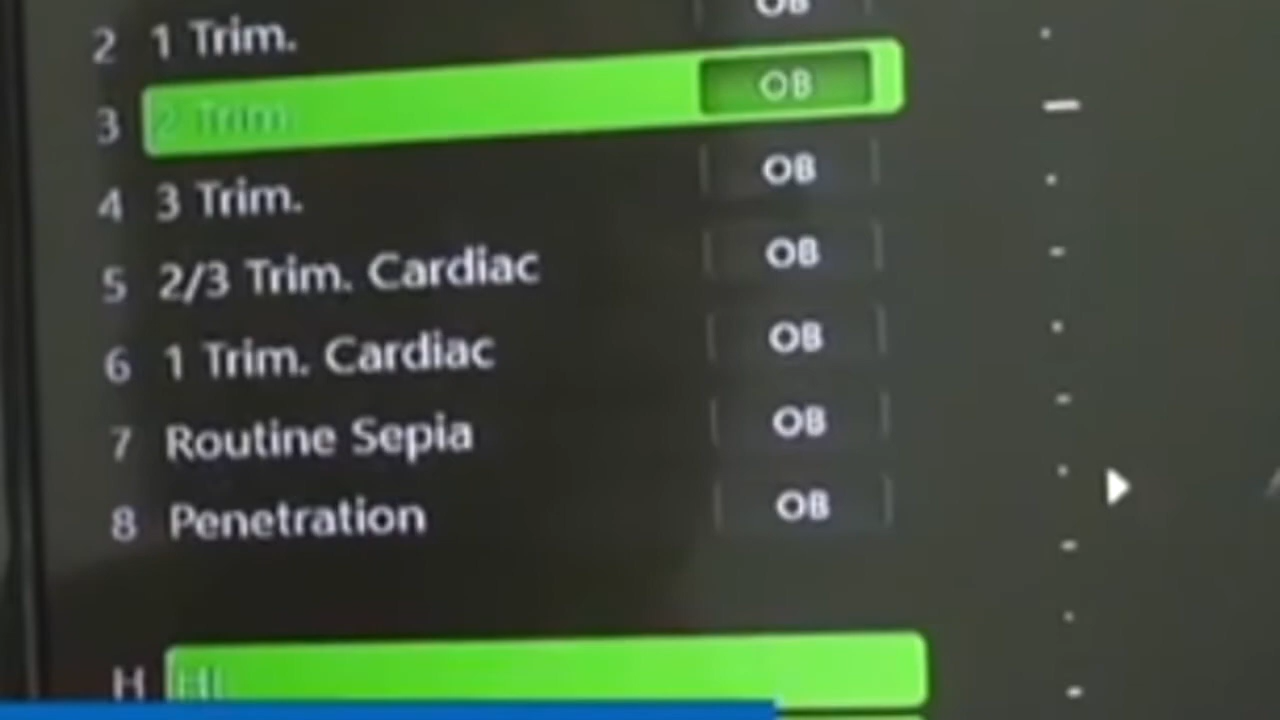 OB
2 1 Trim.
3 2 Trim. OB
4 3 Trim. OB
5 2/3 Trim. Cardiac OB
6 1 Trim. Cardiac OB
7 Routine Sepia OB
8 Penetration OB
H HI